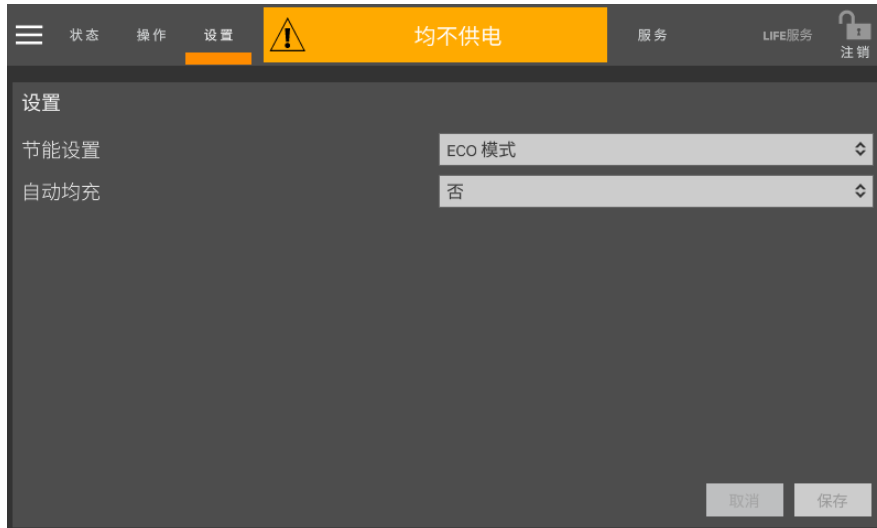 状态 操作 设置 均不供电 服务 LIFE服务 注销
设置
节能设置 ECO 模式
自动均充 否
取消 保存